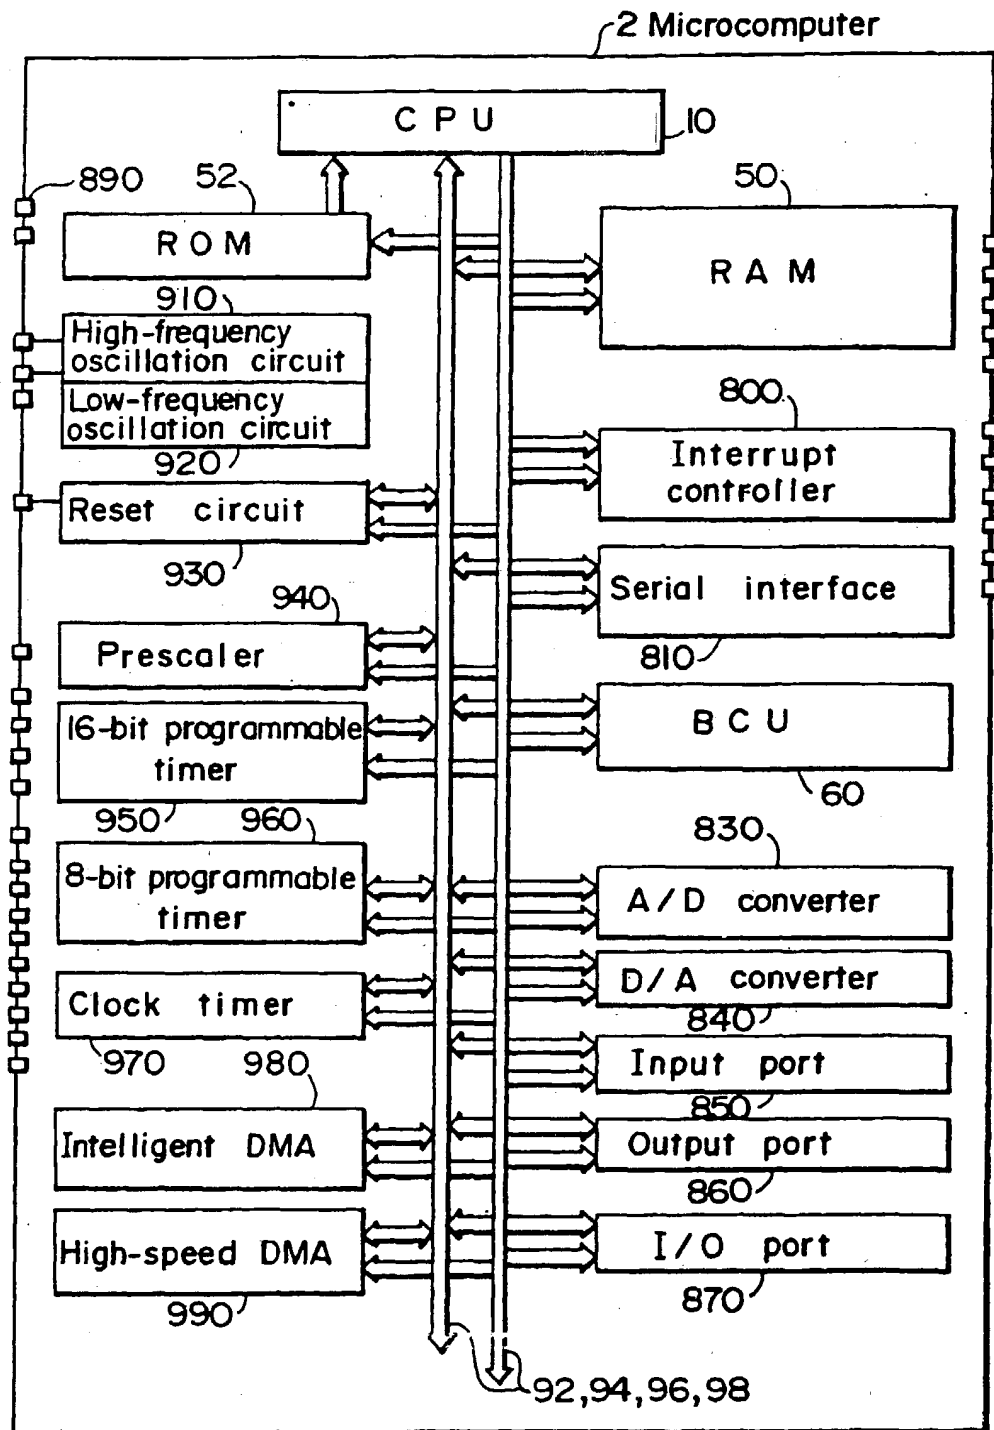 2 Microcomputer
CPU
10
890
52
ROM
50
RAM
910
High-frequency
oscillation circuit
Low-frequency
oscillation circuit
920
800
Interrupt
controller
Reset circuit
930
Serial interface
810
940
Prescaler
16-bit programmable
timer
950
BCU
60
960
8-bit programmable
timer
830
A/D converter
D/A converter
840
Clock timer
970
Input port
850
980
Intelligent DMA
Output port
860
High-speed DMA
990
I/O port
870
92,94,96,98